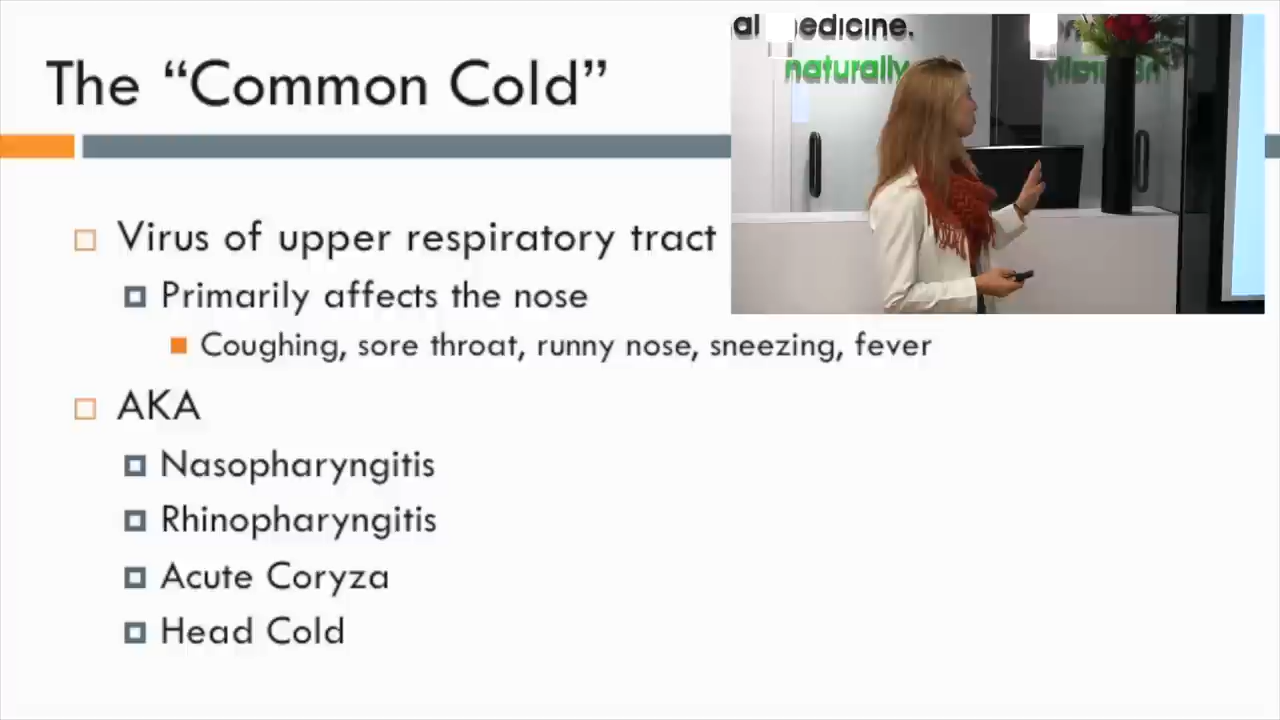 The “Common Cold”
edicine.
naturally
Virus of upper respiratory tract
Primarily affects the nose
Coughing, sore throat, runny nose, sneezing, fever
AKA
Nasopharyngitis
Rhinopharyngitis
Acute Coryza
Head Cold